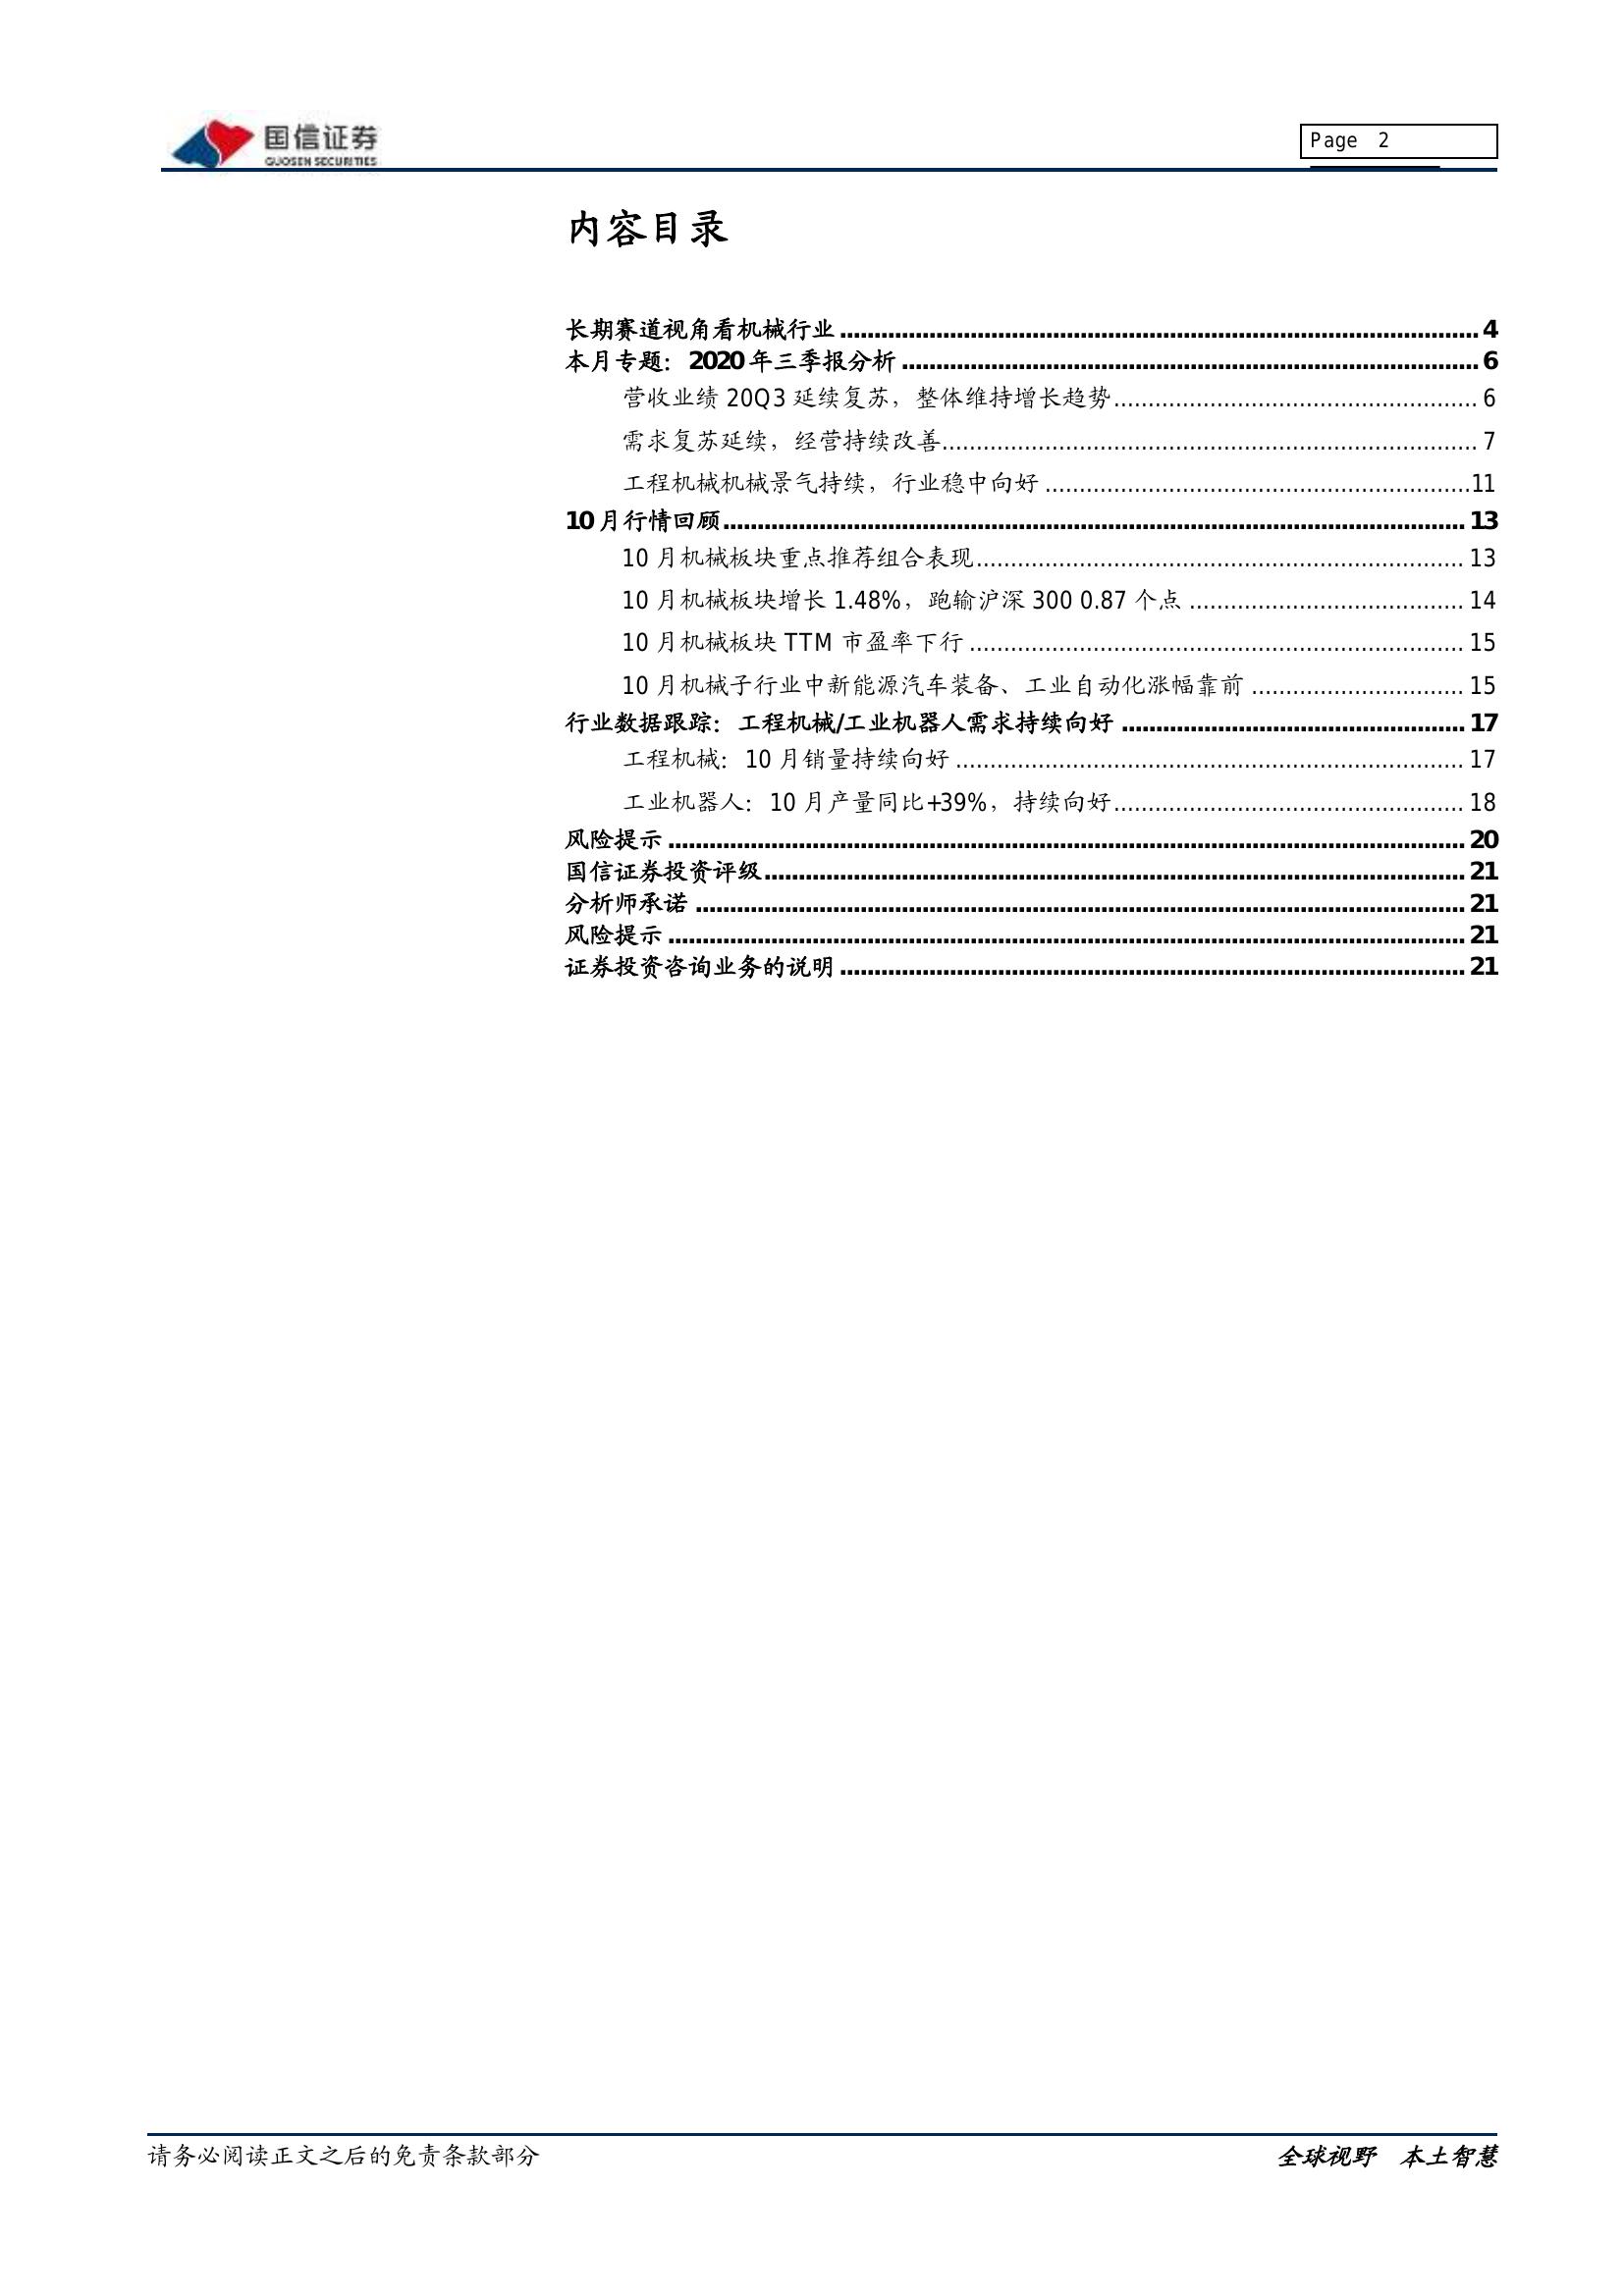 国信证券
GUOSEN SECURITIES
Page 2
内容目录
长期赛道视角看机械行业 ........ 4
本月专题：2020 年三季报分析 ........ 6
营收业绩 20Q3 延续复苏，整体维持增长趋势 ........ 6
需求复苏延续，经营持续改善 ........ 7
工程机械机械景气持续，行业稳中向好 ........ 11
10 月行情回顾 ........ 13
10 月机械板块重点推荐组合表现 ........ 13
10 月机械板块增长 1.48%，跑输沪深 300 0.87 个点 ........ 14
10 月机械板块 TTM 市盈率下行 ........ 15
10 月机械子行业中新能源汽车装备、工业自动化涨幅靠前 ........ 15
行业数据跟踪：工程机械/工业机器人需求持续向好 ........ 17
工程机械：10 月销量持续向好 ........ 17
工业机器人：10 月产量同比+39%，持续向好 ........ 18
风险提示 ........ 20
国信证券投资评级 ........ 21
分析师承诺 ........ 21
风险提示 ........ 21
证券投资咨询业务的说明 ........ 21
请务必阅读正文之后的免责条款部分
全球视野 本土智慧